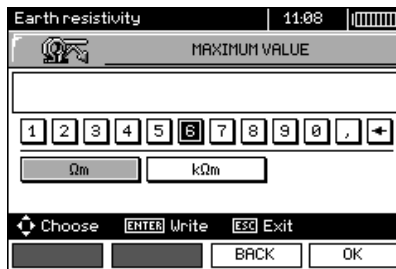 Earth resistivity 11:08
MAXIMUM VALUE
1 2 3 4 5 6 7 8 9 0 , ←
Ωm kΩm
Choose ENTER Write ESC Exit
BACK OK